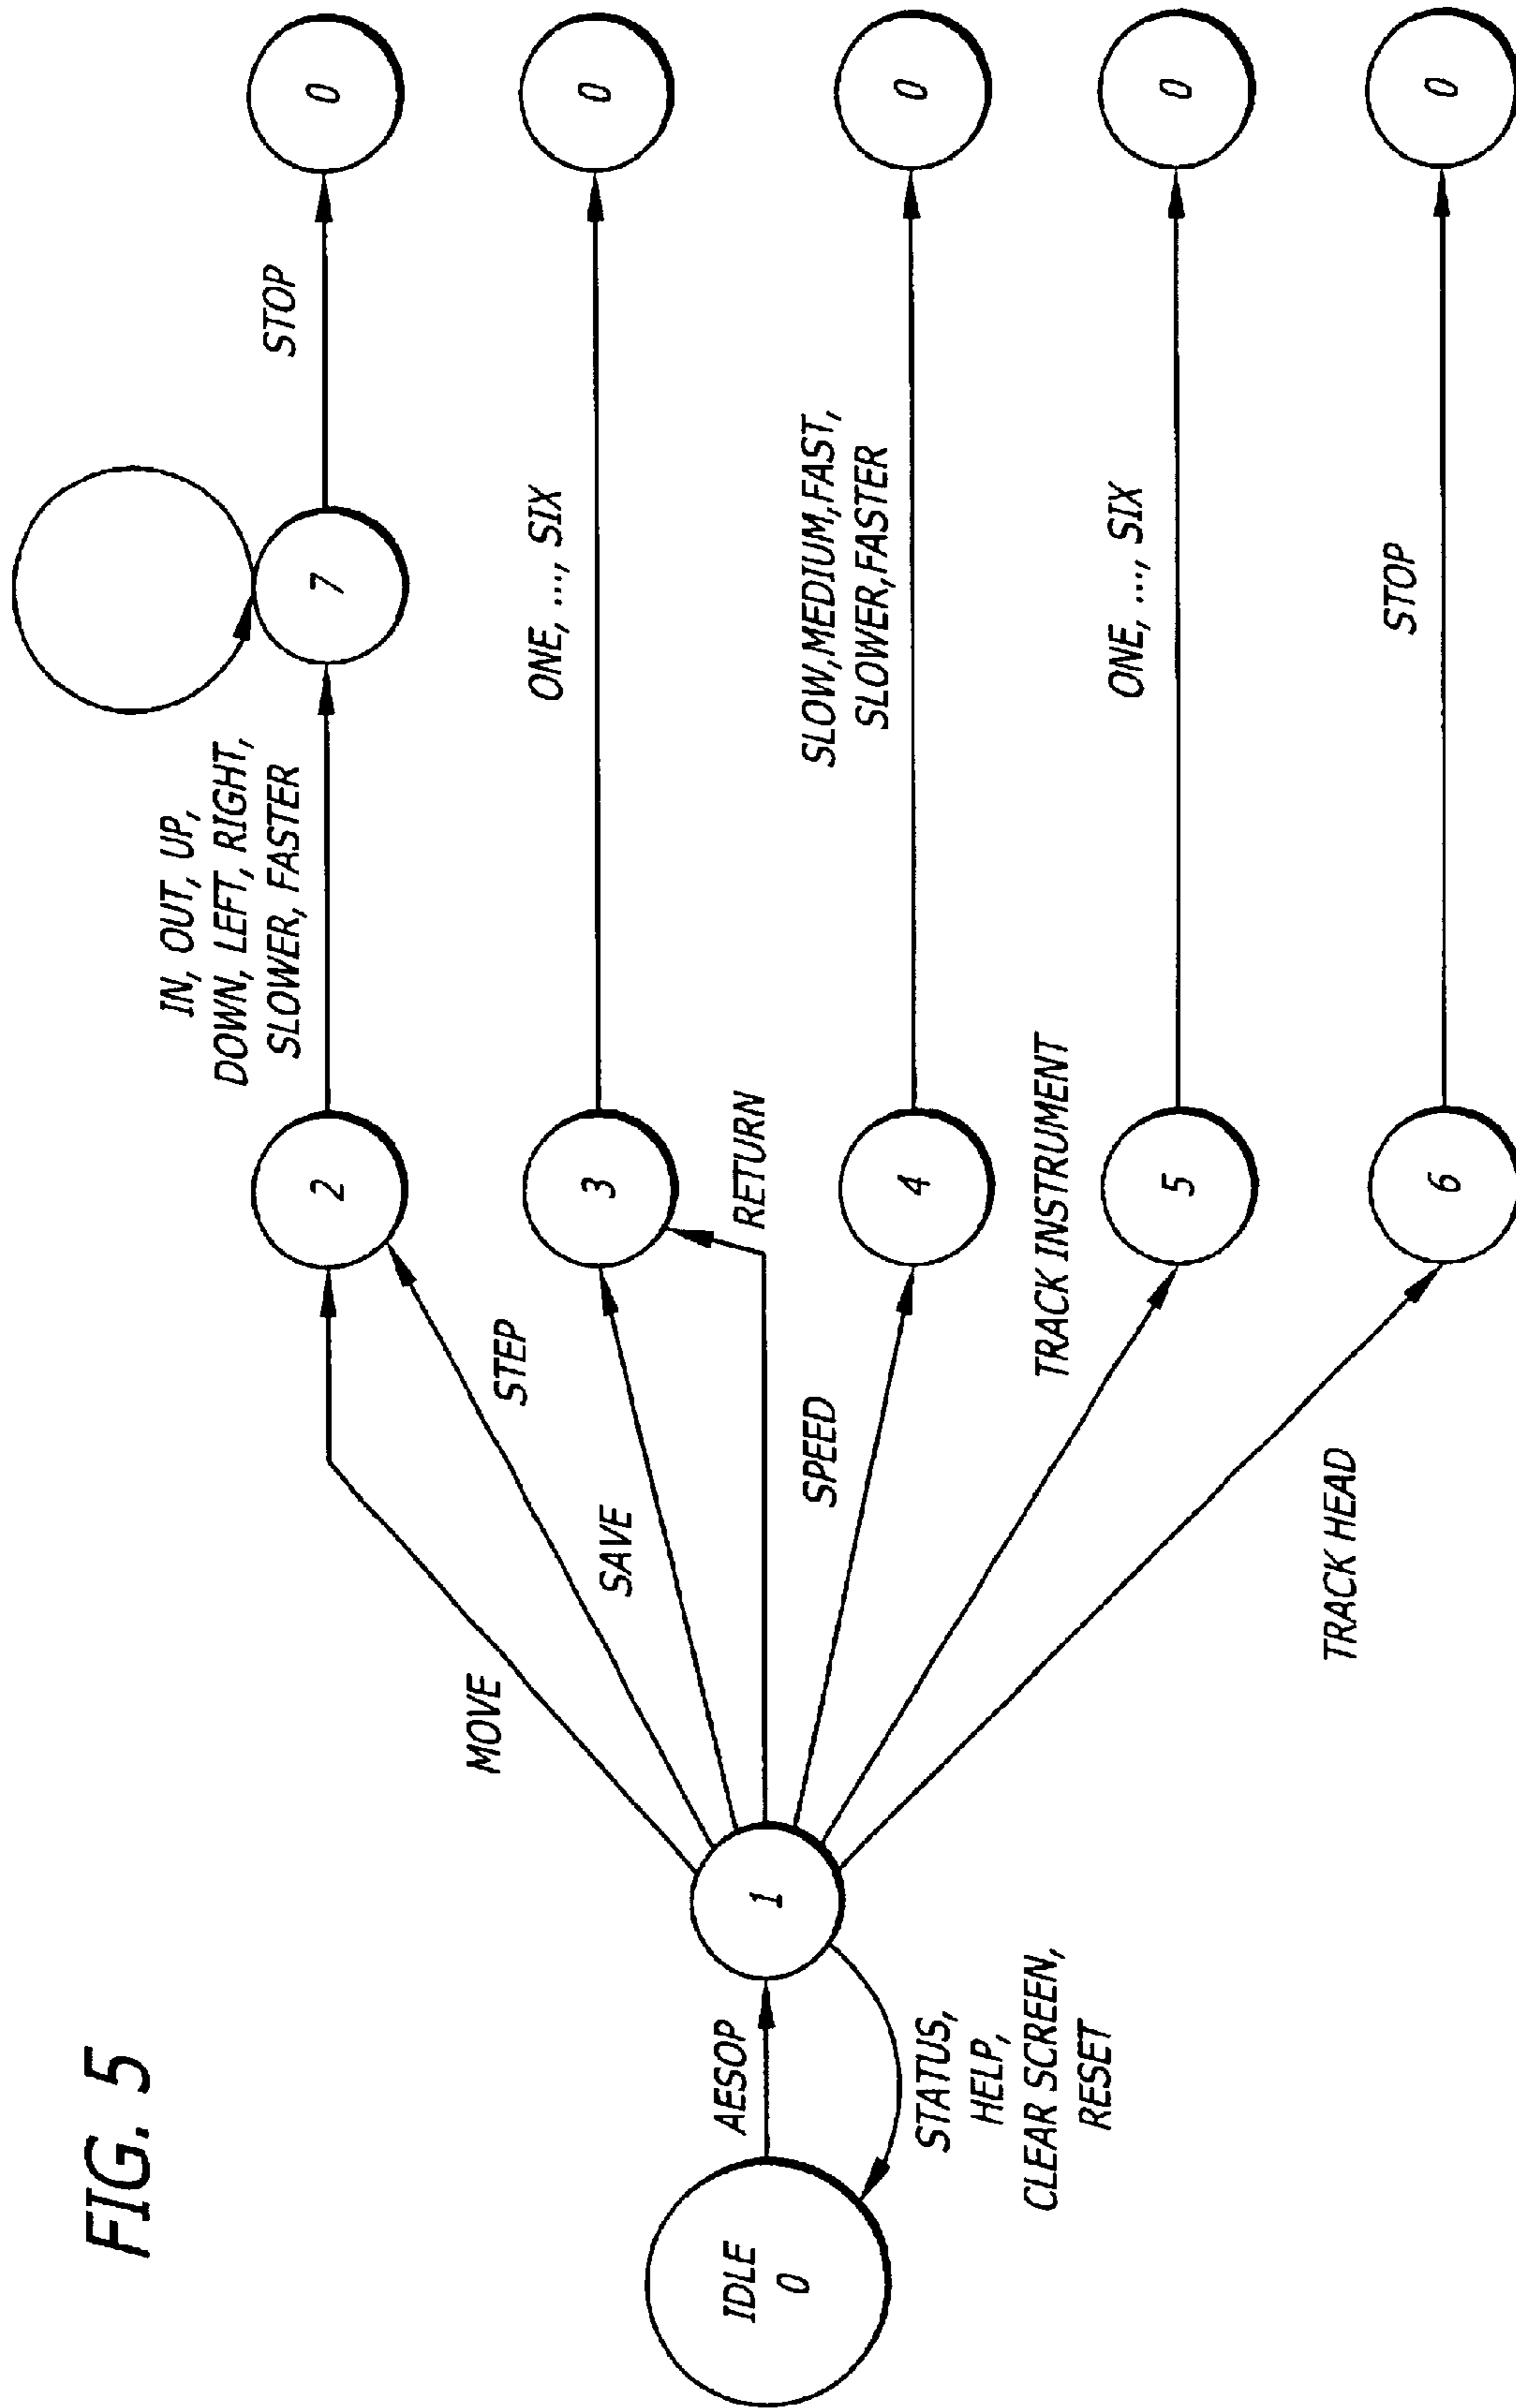 FIG. 5
IDLE
0
AESOP
STATUS,
HELP,
CLEAR SCREEN,
RESET
1
MOVE
STEP
SAVE
RETURN
SPEED
TRACK INSTRUMENT
TRACK HEAD
2
IN, OUT, UP,
DOWN, LEFT, RIGHT,
SLOWER, FASTER
7
STOP
0
3
ONE, ..., SIX
0
4
SLOW,MEDIUM,FAST,
SLOWER,FASTER
0
5
ONE, ..., SIX
0
6
STOP
0